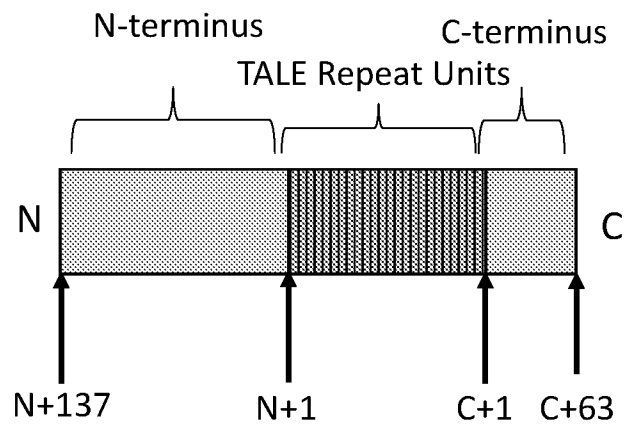 N-terminus
C-terminus
TALE Repeat Units
N
C
N+137
N+1
C+1
C+63